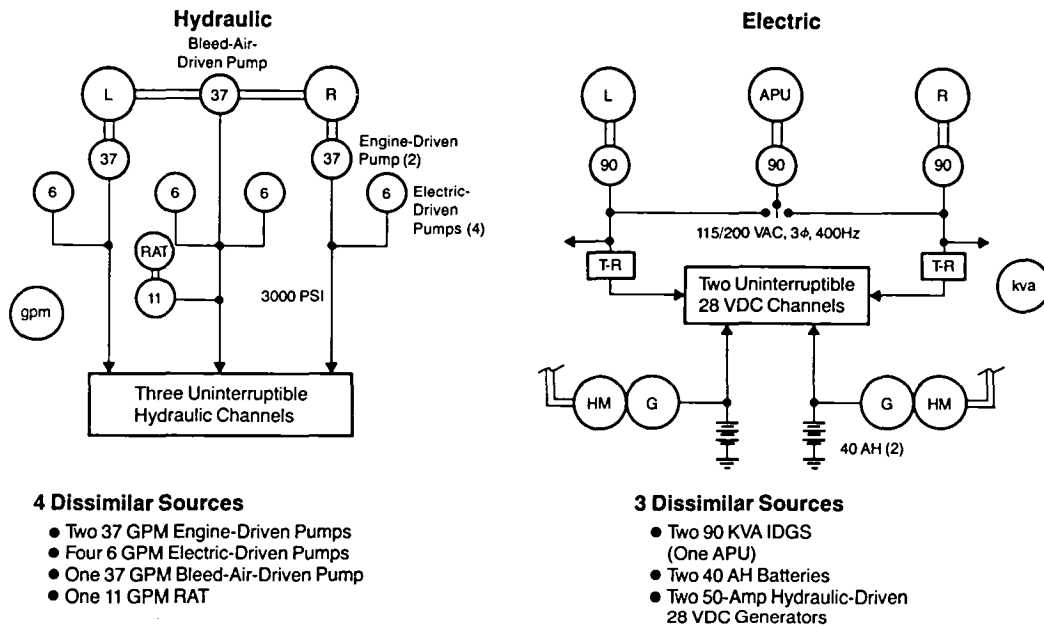 Hydraulic
Bleed-Air-
Driven Pump
L
37
R
37
37
Engine-Driven
Pump (2)
6
6
6
6
Electric-
Driven
Pumps (4)
RAT
11
3000 PSI
gpm
Three Uninterruptible
Hydraulic Channels
4 Dissimilar Sources
● Two 37 GPM Engine-Driven Pumps
● Four 6 GPM Electric-Driven Pumps
● One 37 GPM Bleed-Air-Driven Pump
● One 11 GPM RAT
Electric
L
APU
R
90
90
90
115/200 VAC, 3ϕ, 400Hz
T-R
T-R
Two Uninterruptible
28 VDC Channels
kva
HM
G
G
HM
40 AH (2)
3 Dissimilar Sources
● Two 90 KVA IDGS
(One APU)
● Two 40 AH Batteries
● Two 50-Amp Hydraulic-Driven
28 VDC Generators